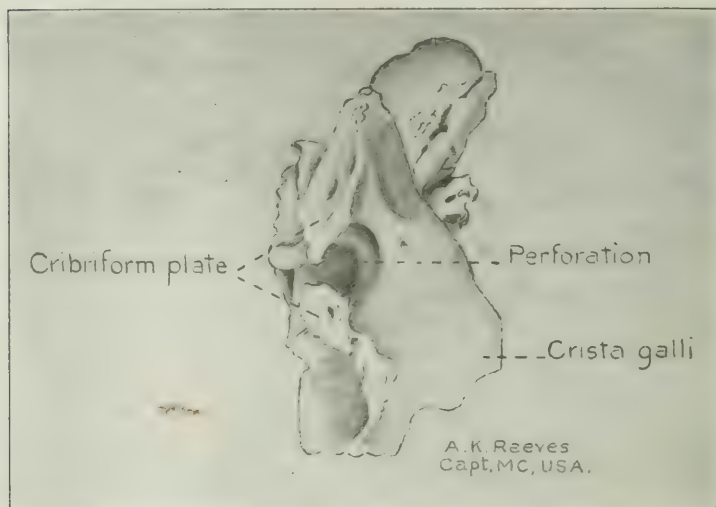 Cribriform plate
Perforation
Crista galli
A.K. Reeves
Capt, MC, USA.